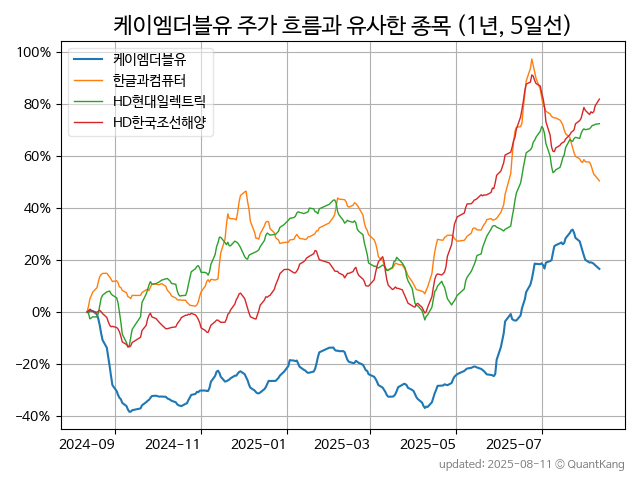 케이엠더블유 주가 흐름과 유사한 종목 (1년, 5일선)
케이엠더블유
한글과컴퓨터
HD현대일렉트릭
HD한국조선해양
100%
80%
60%
40%
20%
0%
−20%
−40%
2024-09
2024-11
2025-01
2025-03
2025-05
2025-07
updated: 2025-08-11 © QuantKang